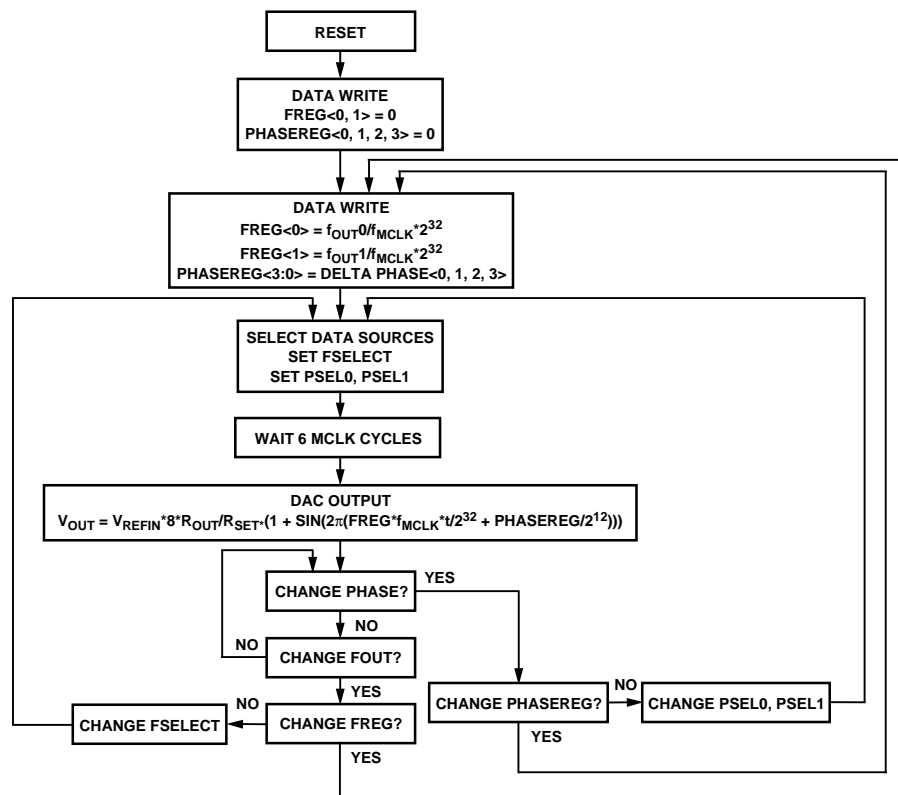 RESET
DATA WRITE
FREG<0, 1> = 0
PHASEREG<0, 1, 2, 3> = 0
DATA WRITE
FREG<0> = fOUT0/fMCLK*2^32
FREG<1> = fOUT1/fMCLK*2^32
PHASEREG<3:0> = DELTA PHASE<0, 1, 2, 3>
SELECT DATA SOURCES
SET FSELECT
SET PSEL0, PSEL1
WAIT 6 MCLK CYCLES
DAC OUTPUT
VOUT = VREFIN*8*ROUT/RSET*(1 + SIN(2π(FREG*fMCLK*t/2^32 + PHASEREG/2^12)))
CHANGE PHASE?
YES
NO
NO
CHANGE FOUT?
YES
CHANGE PHASEREG?
NO
CHANGE PSEL0, PSEL1
YES
CHANGE FSELECT
NO
CHANGE FREG?
YES